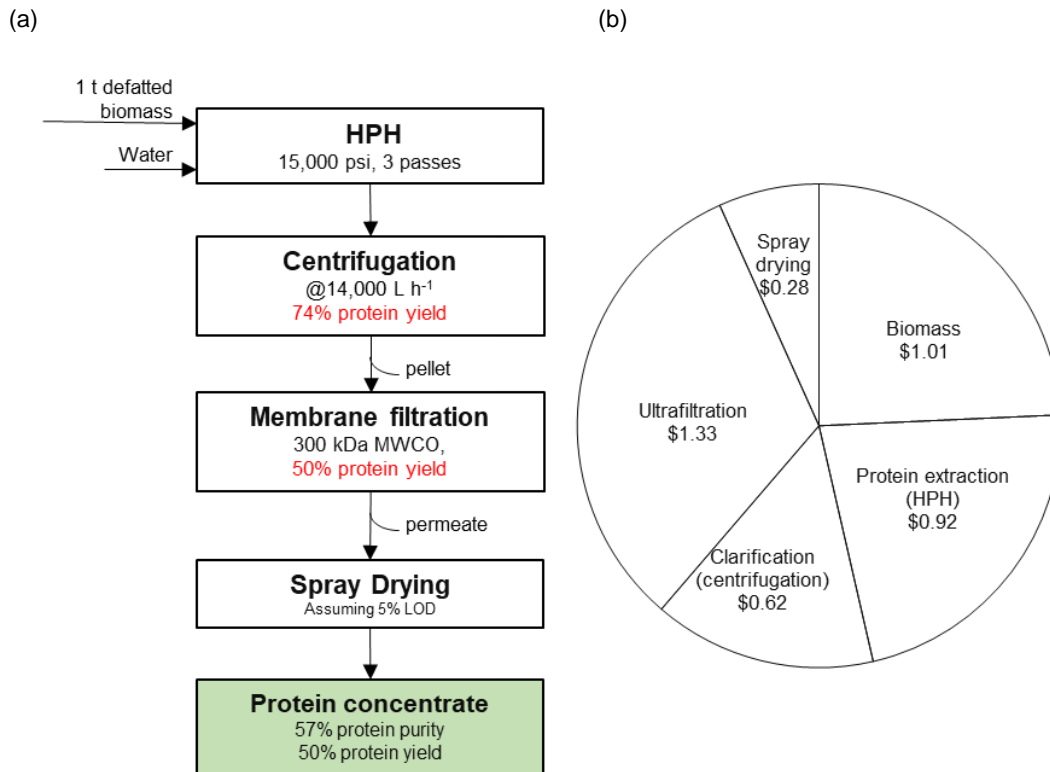 (a)
1 t defatted
biomass
Water
HPH
15,000 psi, 3 passes
Centrifugation
@14,000 L h⁻¹
74% protein yield
pellet
Membrane filtration
300 kDa MWCO,
50% protein yield
permeate
Spray Drying
Assuming 5% LOD
Protein concentrate
57% protein purity
50% protein yield
(b)
Spray
drying
$0.28
Biomass
$1.01
Ultrafiltration
$1.33
Protein extraction
(HPH)
$0.92
Clarification
(centrifugation)
$0.62